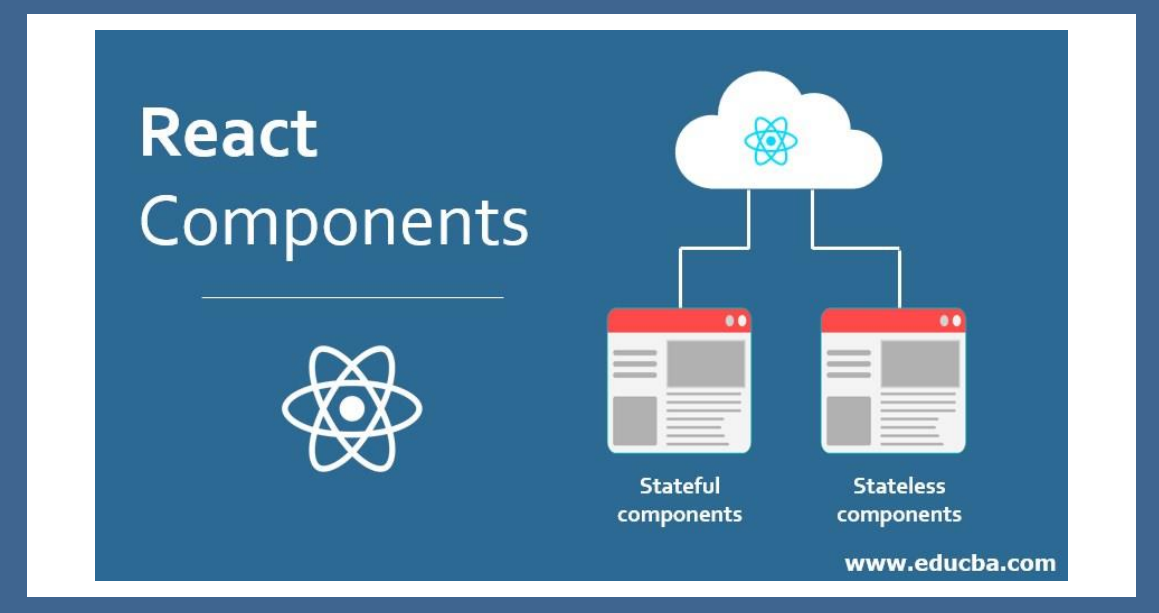 React
Components
Stateful
components
Stateless
components
www.educba.com